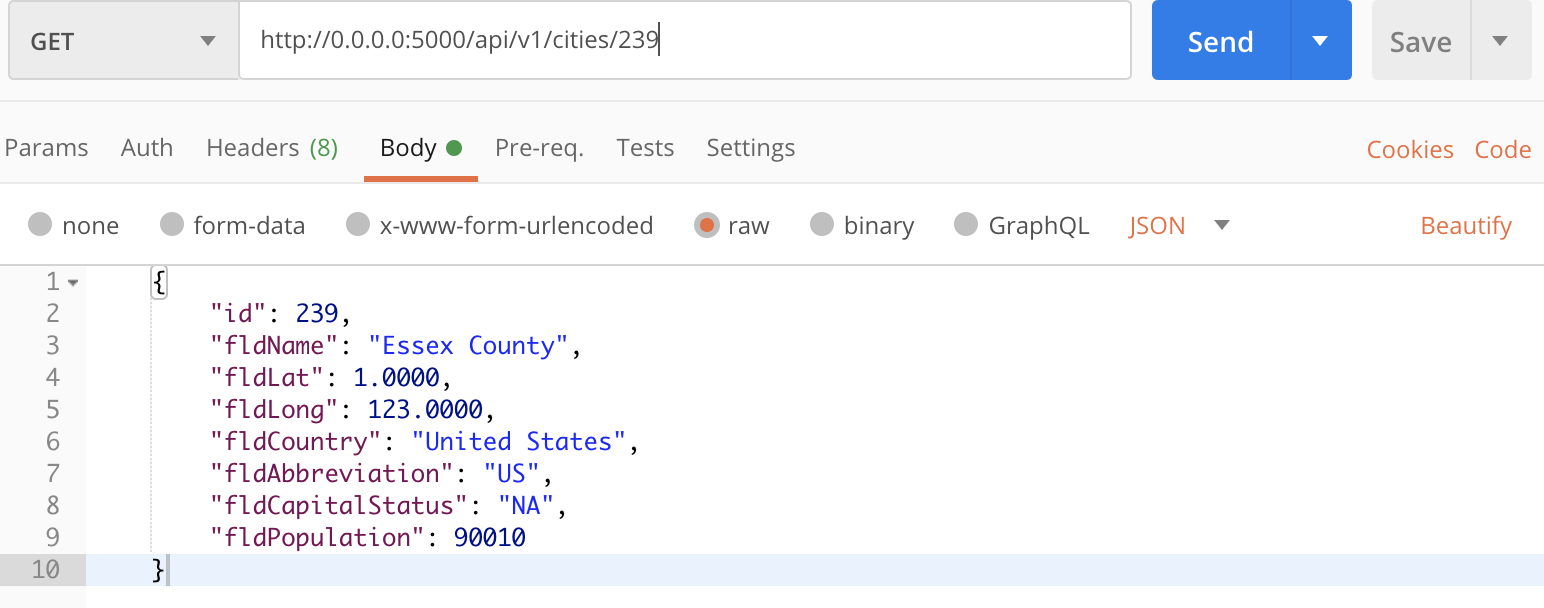 GET http://0.0.0.0:5000/api/v1/cities/239 Send Save
Params Auth Headers (8) Body Pre-req. Tests Settings Cookies Code
none form-data x-www-form-urlencoded raw binary GraphQL JSON Beautify
1 {
2 "id": 239,
3 "fldName": "Essex County",
4 "fldLat": 1.0000,
5 "fldLong": 123.0000,
6 "fldCountry": "United States",
7 "fldAbbreviation": "US",
8 "fldCapitalStatus": "NA",
9 "fldPopulation": 90010
10 }